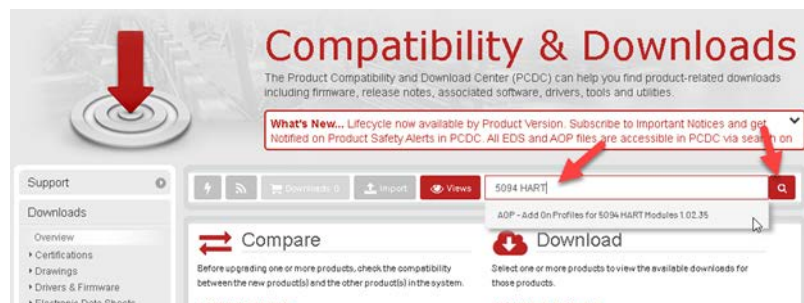 Compatibility & Downloads
The Product Compatibility and Download Center (PCDC) can help you find product-related downloads
including firmware, release notes, associated software, drivers, tools and utilities.
What's New... Lifecycle now available by Product Version. Subscribe to Important Notices and get
Notified on Product Safety Alerts in PCDC. All EDS and AOP files are accessible in PCDC via search on
Support
Downloads: 0
Import
Views
5094 HART
AOP - Add On Profiles for 5094 HART Modules 1.02.35
Downloads
Overview
Certifications
Drawings
Drivers & Firmware
Electronic Data Sheets
Compare
Before upgrading one or more products, check the compatibility
between the new product(s) and the other product(s) in the system.
Download
Select one or more products to view the available downloads for
those products.